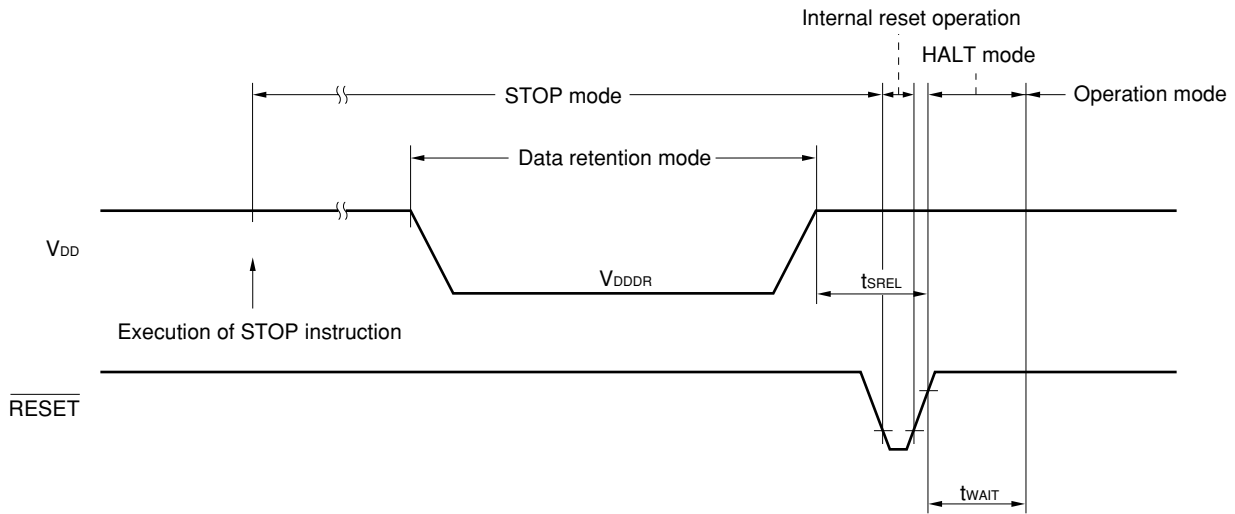 Internal reset operation
HALT mode
STOP mode
Operation mode
Data retention mode
VDD
VDDDR
tSREL
Execution of STOP instruction
RESET
tWAIT